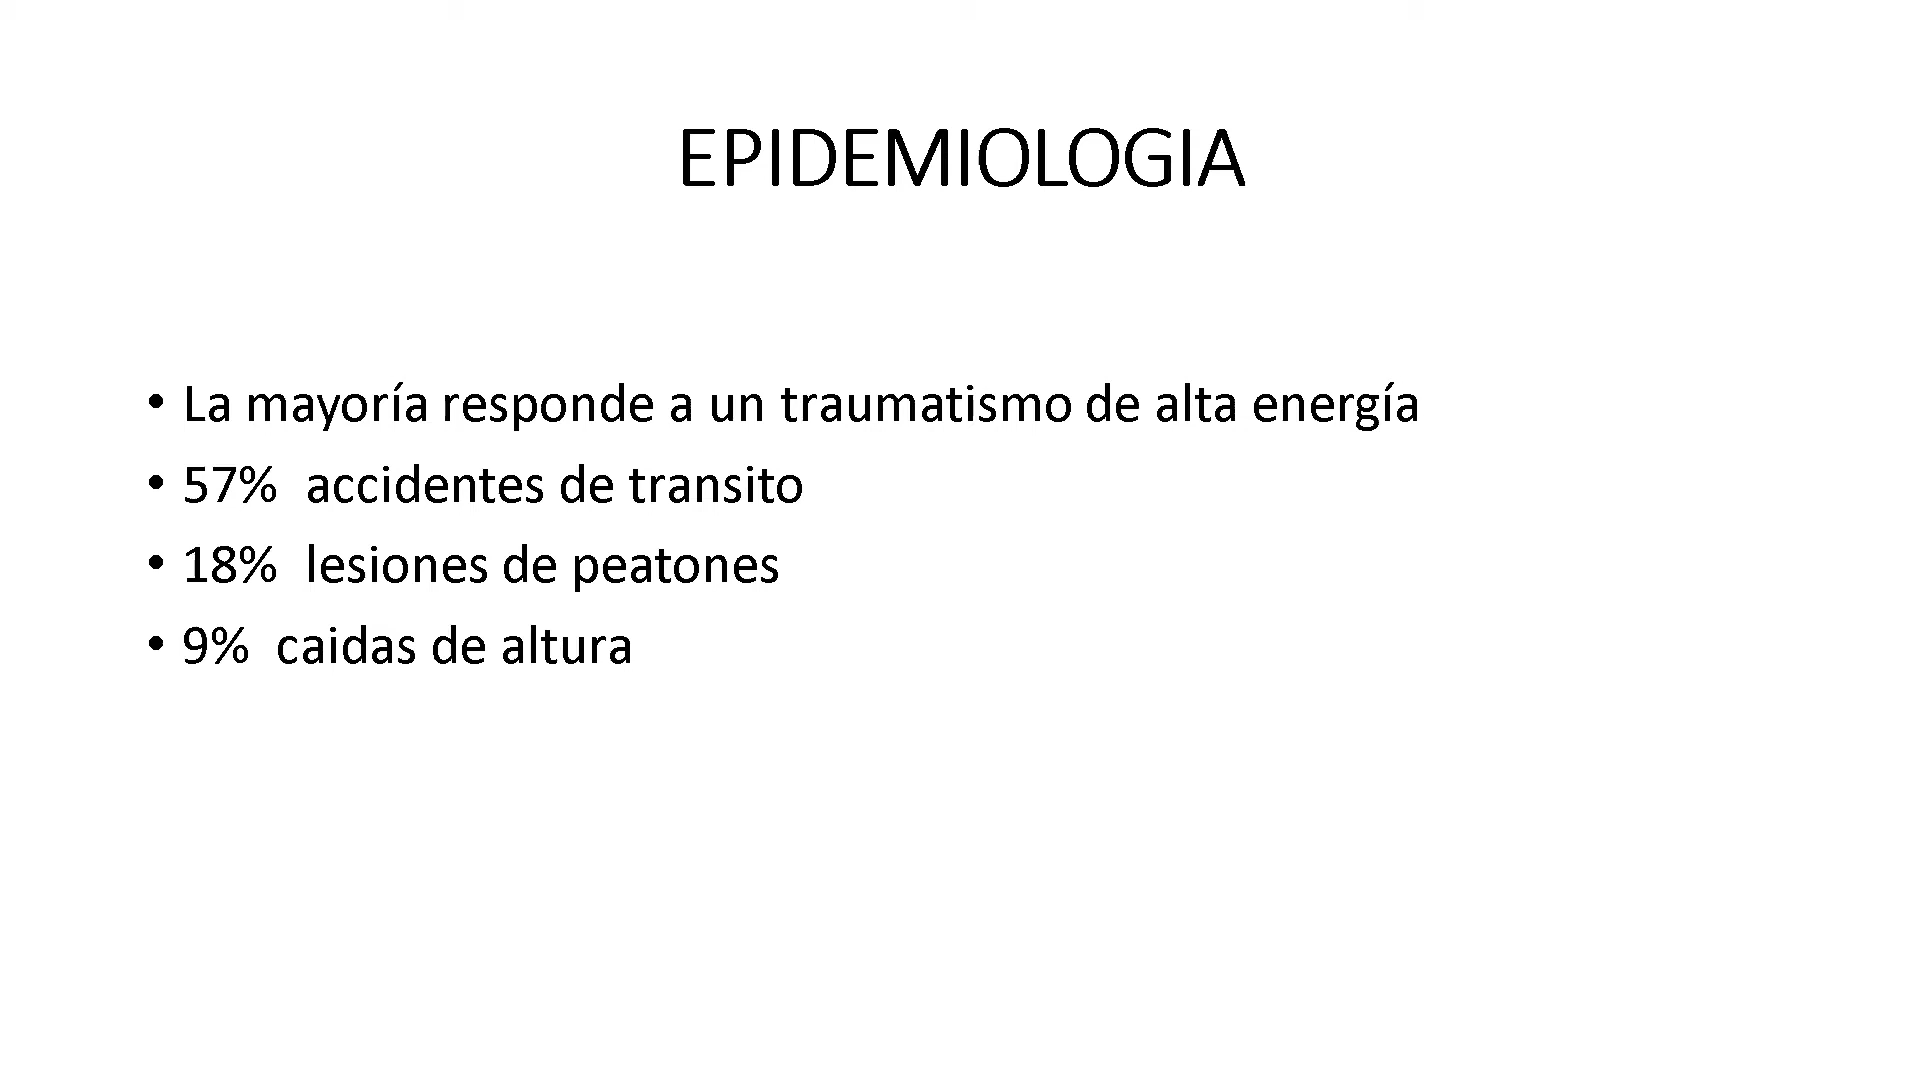 EPIDEMIOLOGIA
• La mayoría responde a un traumatismo de alta energía
• 57%  accidentes de transito
• 18%  lesiones de peatones
• 9%  caidas de altura